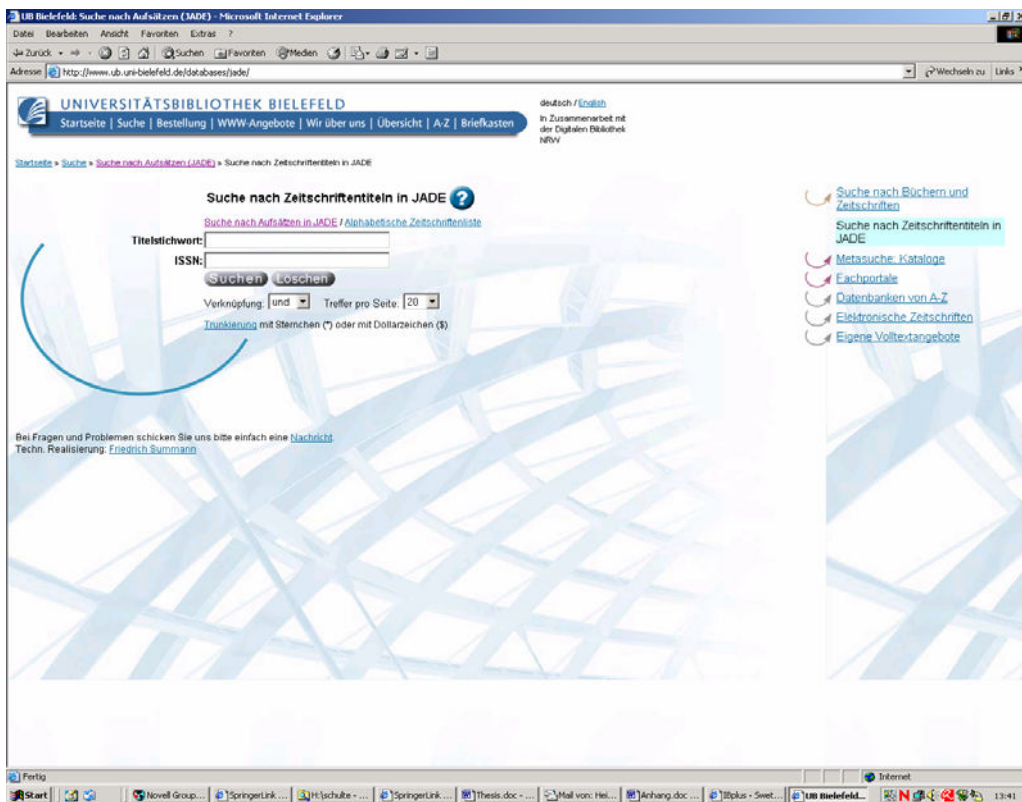 UB Bielefeld: Suche nach Aufsätzen (JADE) - Microsoft Internet Explorer
Datei Bearbeiten Ansicht Favoriten Extras ?
Zurück Suchen Favoriten Medien
Adresse http://www.ub.uni-bielefeld.de/databases/jade/ Wechseln zu Links
UNIVERSITÄTSBIBLIOTHEK BIELEFELD
Startseite | Suche | Bestellung | WWW-Angebote | Wir über uns | Übersicht | A-Z | Briefkasten
deutsch / English
In Zusammenarbeit mit
der Digitalen Bibliothek
NRW
Startseite » Suche » Suche nach Aufsätzen (JADE) » Suche nach Zeitschriftentiteln in JADE
Suche nach Zeitschriftentiteln in JADE ?
Suche nach Aufsätzen in JADE / Alphabetische Zeitschriftenliste
Titelstichwort:
ISSN:
Suchen Löschen
Verknüpfung: und Treffer pro Seite: 20
Trunkierung mit Sternchen (*) oder mit Dollarzeichen ($)
Suche nach Büchern und
Zeitschriften
Suche nach Zeitschriftentiteln in
JADE
Metasuche: Kataloge
Fachportale
Datenbanken von A-Z
Elektronische Zeitschriften
Eigene Volltextangebote
Bei Fragen und Problemen schicken Sie uns bitte einfach eine Nachricht.
Techn. Realisierung: Friedrich Summann
Fertig Internet
Start Novell Group... SpringerLink ... H:\schulte - ... SpringerLink ... Thesis.doc - ... Mail von: Hei... Anhang.doc ... IBplus - Swet... UB Bielefeld... 13:41